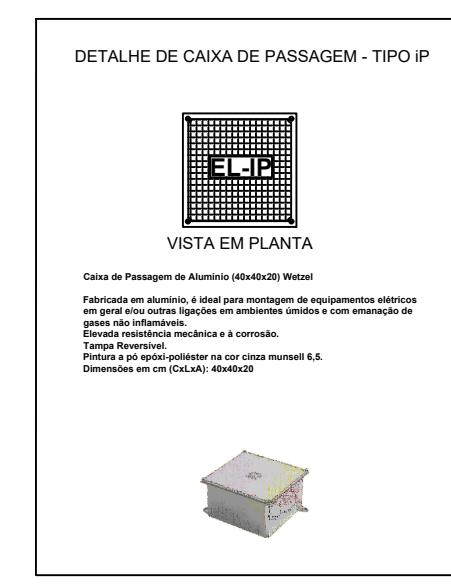 DETALHE DE CAIXA DE PASSAGEM - TIPO iP
EL-IP
VISTA EM PLANTA
Caixa de Passagem de Alumínio (40x40x20) Wetzel
Fabricada em alumínio, é ideal para montagem de equipamentos elétricos
em geral e/ou outras ligações em ambientes úmidos e com emanação de
gases não inflamáveis.
Elevada resistência mecânica e à corrosão.
Tampa Reversível.
Pintura a pó epóxi-poliéster na cor cinza munsell 6,5.
Dimensões em cm (CxLxA): 40x40x20